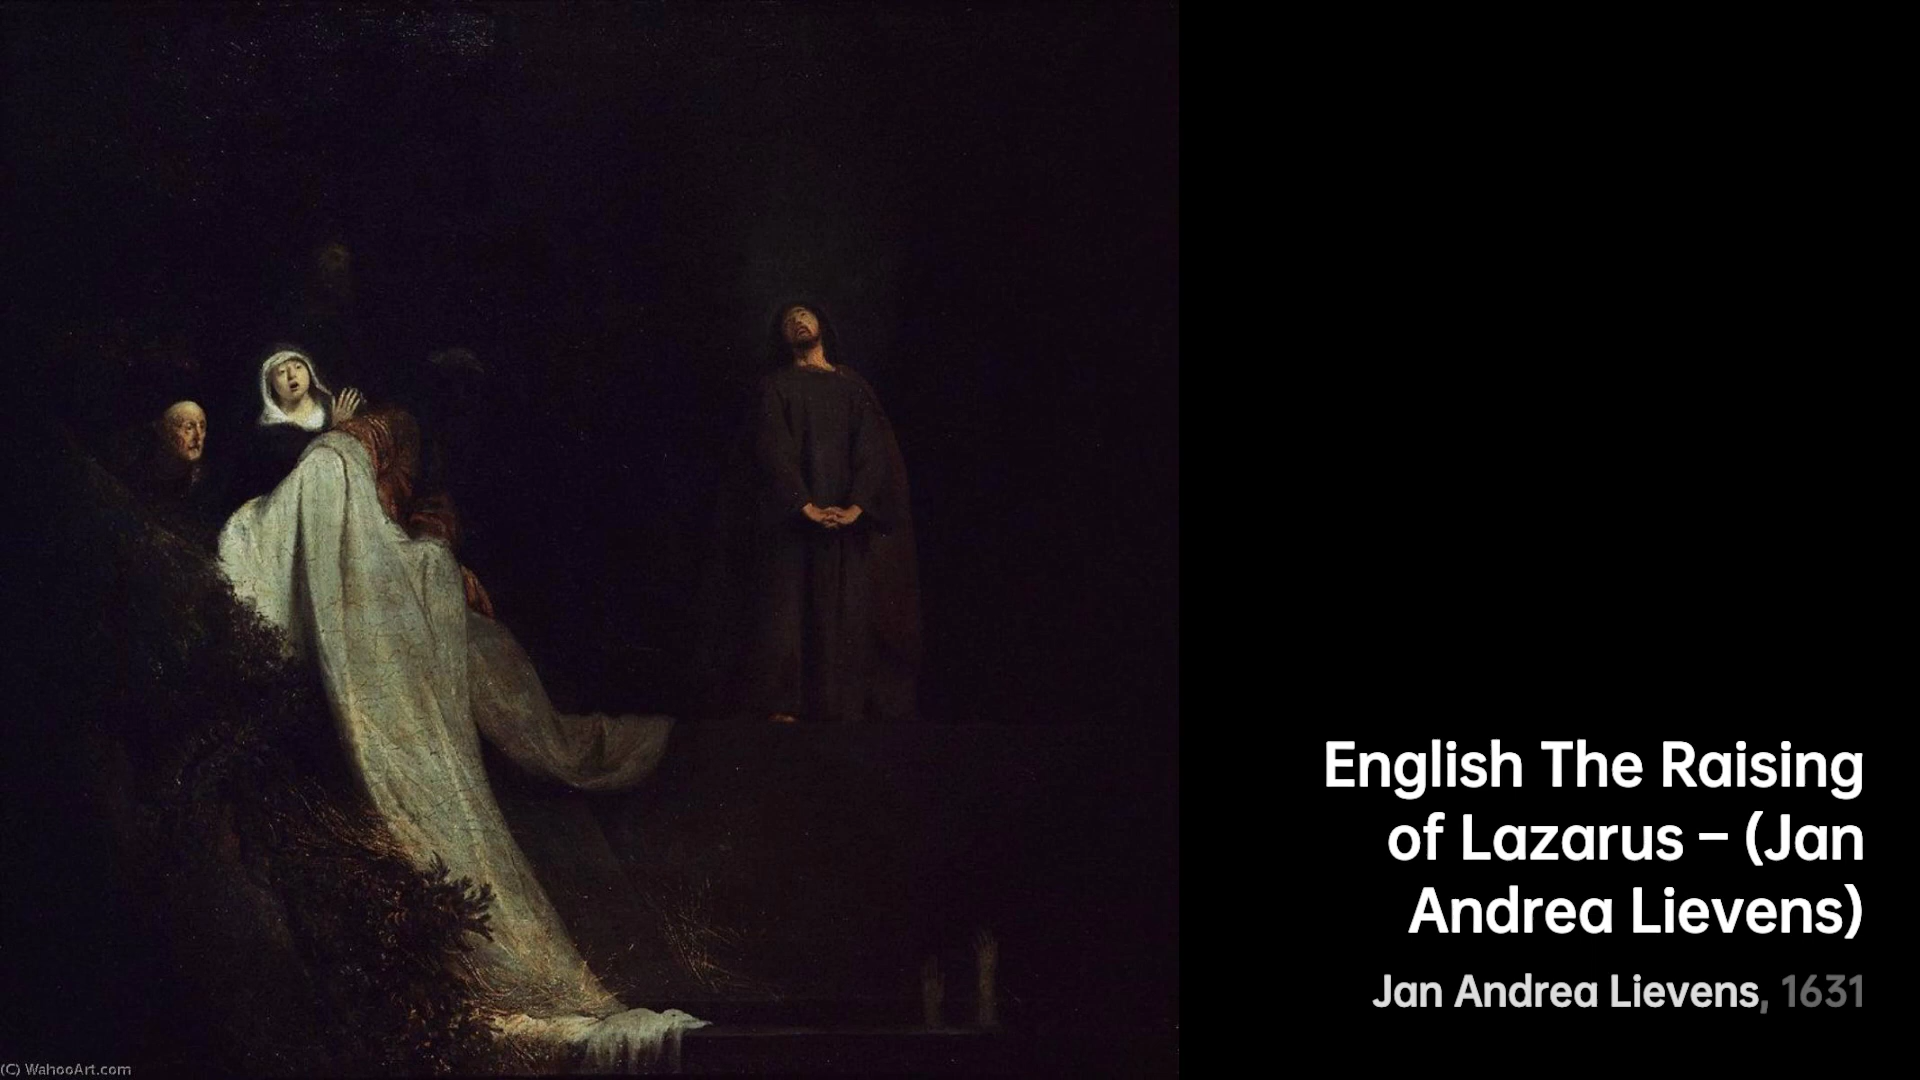 English The Raising
of Lazarus – (Jan
Andrea Lievens)
Jan Andrea Lievens, 1631
(C) WahooArt.com